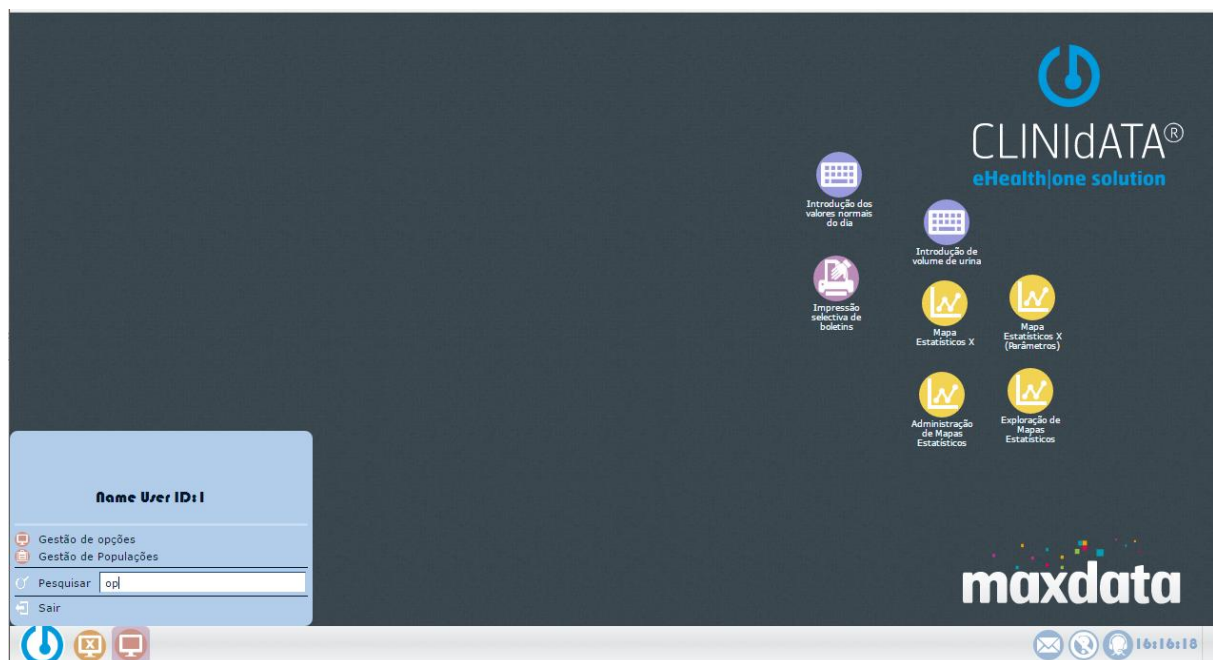 CLINIdATA®
eHealth|one solution
Introdução dos
valores normais
do dia
Introdução de
volume de urina
Impressão
selectiva de
boletins
Mapa
Estatísticos X
Mapa
Estatísticos X
(Parâmetros)
Administração
de Mapas
Estatísticos
Exploração de
Mapas
Estatísticos
Name User ID:1
Gestão de opções
Gestão de Populações
Pesquisar op
Sair
maxdata
16:16:18